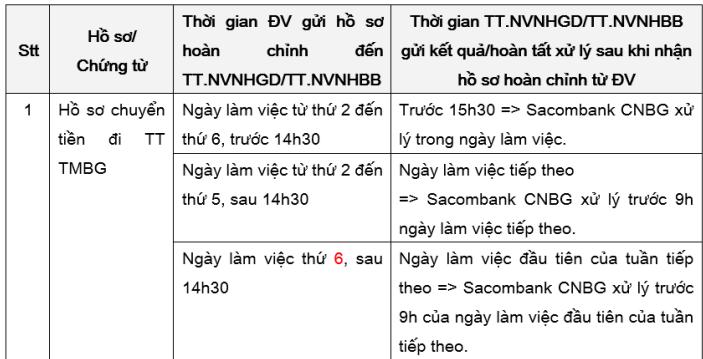 Stt
Hồ sơ/
Chứng từ
Thời gian ĐV gửi hồ sơ
hoàn chỉnh đến
TT.NVNHGD/TT.NVNHBB
Thời gian TT.NVNHGD/TT.NVNHBB
gửi kết quả/hoàn tất xử lý sau khi nhận
hồ sơ hoàn chỉnh từ ĐV
1
Hồ sơ chuyển
tiền đi TT
TMBG
Ngày làm việc từ thứ 2 đến
thứ 6, trước 14h30
Trước 15h30 => Sacombank CNBG xử
lý trong ngày làm việc.
Ngày làm việc từ thứ 2 đến
thứ 5, sau 14h30
Ngày làm việc tiếp theo
=> Sacombank CNBG xử lý trước 9h
ngày làm việc tiếp theo.
Ngày làm việc thứ 6, sau
14h30
Ngày làm việc đầu tiên của tuần tiếp
theo => Sacombank CNBG xử lý trước
9h của ngày làm việc đầu tiên của tuần
tiếp theo.